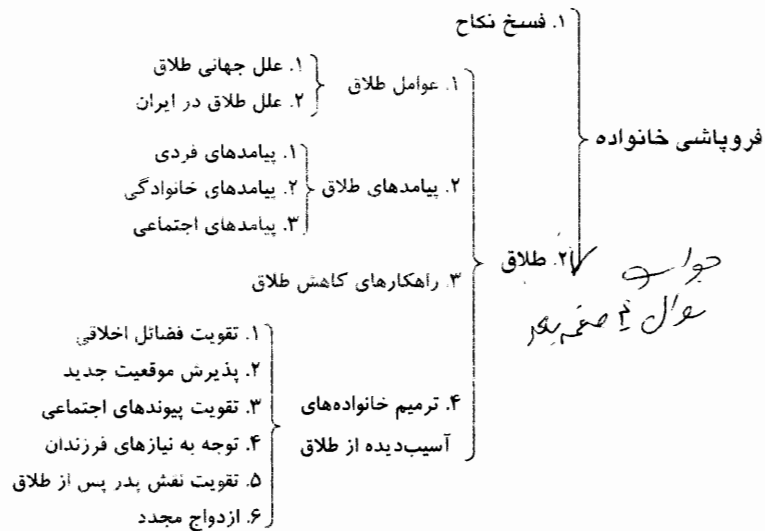 فروپاشی خانواده
۱. فسخ نکاح
۲. طلاق
۱. عوامل طلاق
۱. علل جهانی طلاق
۲. علل طلاق در ایران
۲. پیامدهای طلاق
۱. پیامدهای فردی
۲. پیامدهای خانوادگی
۳. پیامدهای اجتماعی
۳. راهکارهای کاهش طلاق
۴. ترمیم خانواده‌های
آسیب‌دیده از طلاق
۱. تقویت فضائل اخلاقی
۲. پذیرش موقعیت جدید
۳. تقویت پیوندهای اجتماعی
۴. توجه به نیازهای فرزندان
۵. تقویت نقش پدر پس از طلاق
۶. ازدواج مجدد
جواب
سوال صفحه بعد